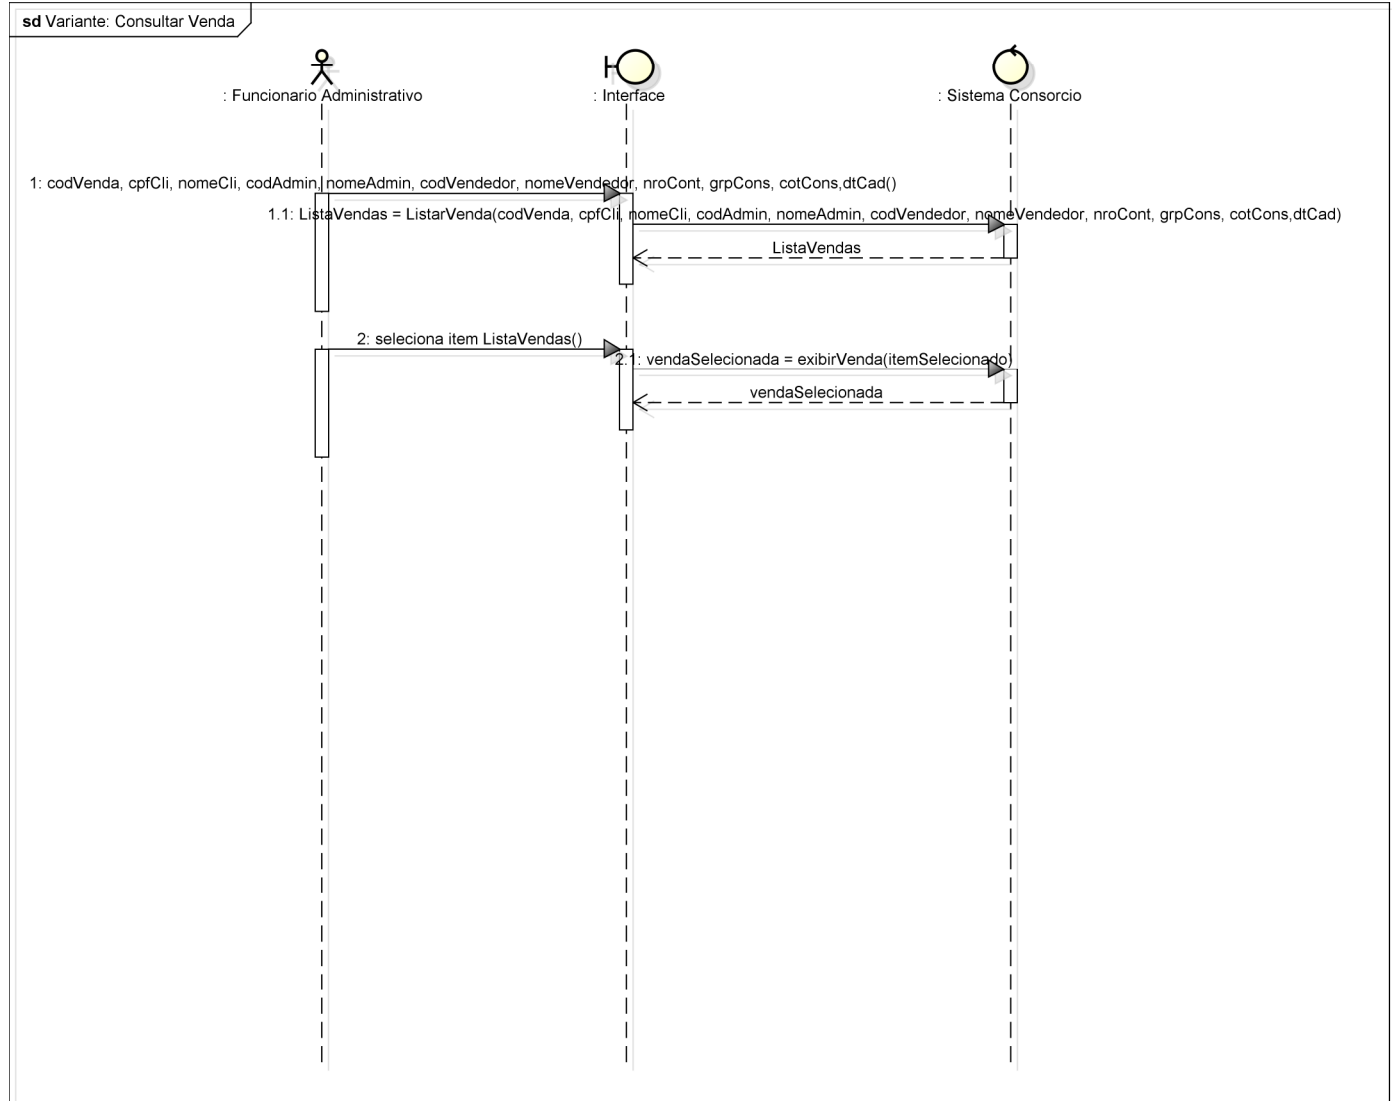 sd Variante: Consultar Venda
: Funcionario Administrativo
: Interface
: Sistema Consorcio
1: codVenda, cpfCli, nomeCli, codAdmin, nomeAdmin, codVendedor, nomeVendedor, nroCont, grpCons, cotCons,dtCad()
1.1: ListaVendas = ListarVenda(codVenda, cpfCli, nomeCli, codAdmin, nomeAdmin, codVendedor, nomeVendedor, nroCont, grpCons, cotCons,dtCad)
ListaVendas
2: seleciona item ListaVendas()
2.1: vendaSelecionada = exibirVenda(itemSelecionado)
vendaSelecionada